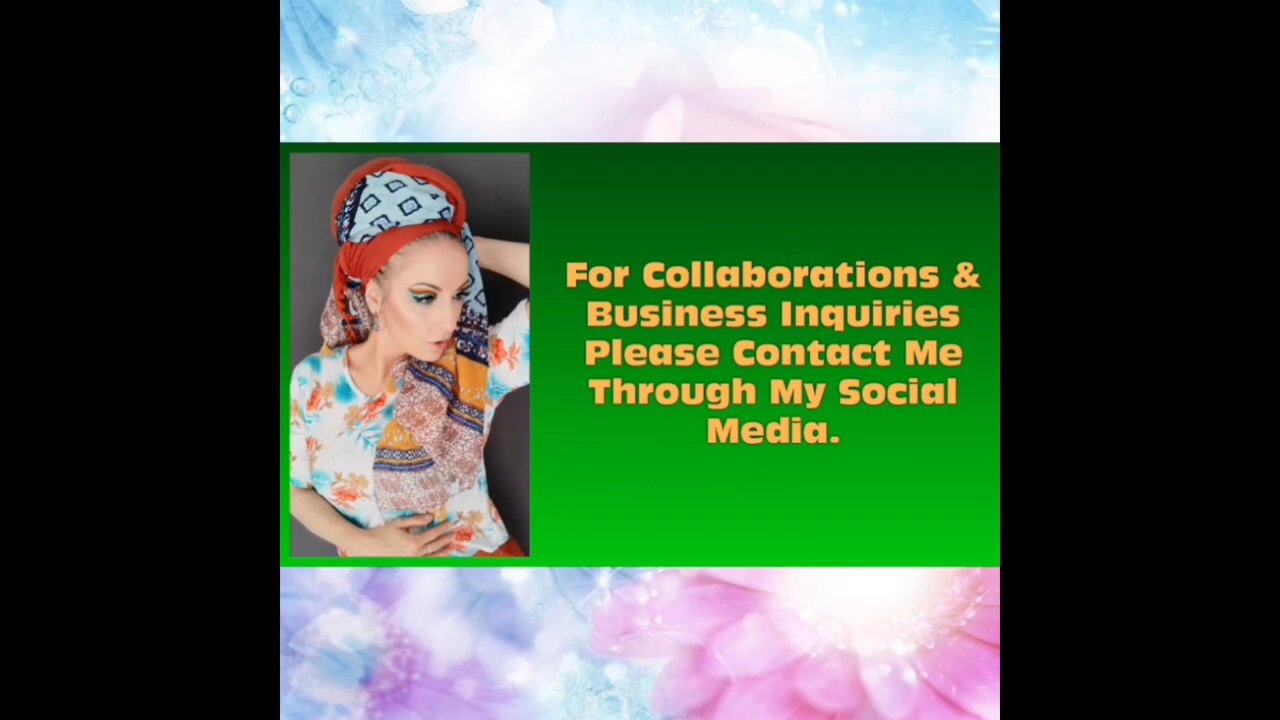 For Collaborations &
Business Inquiries
Please Contact Me
Through My Social
Media.